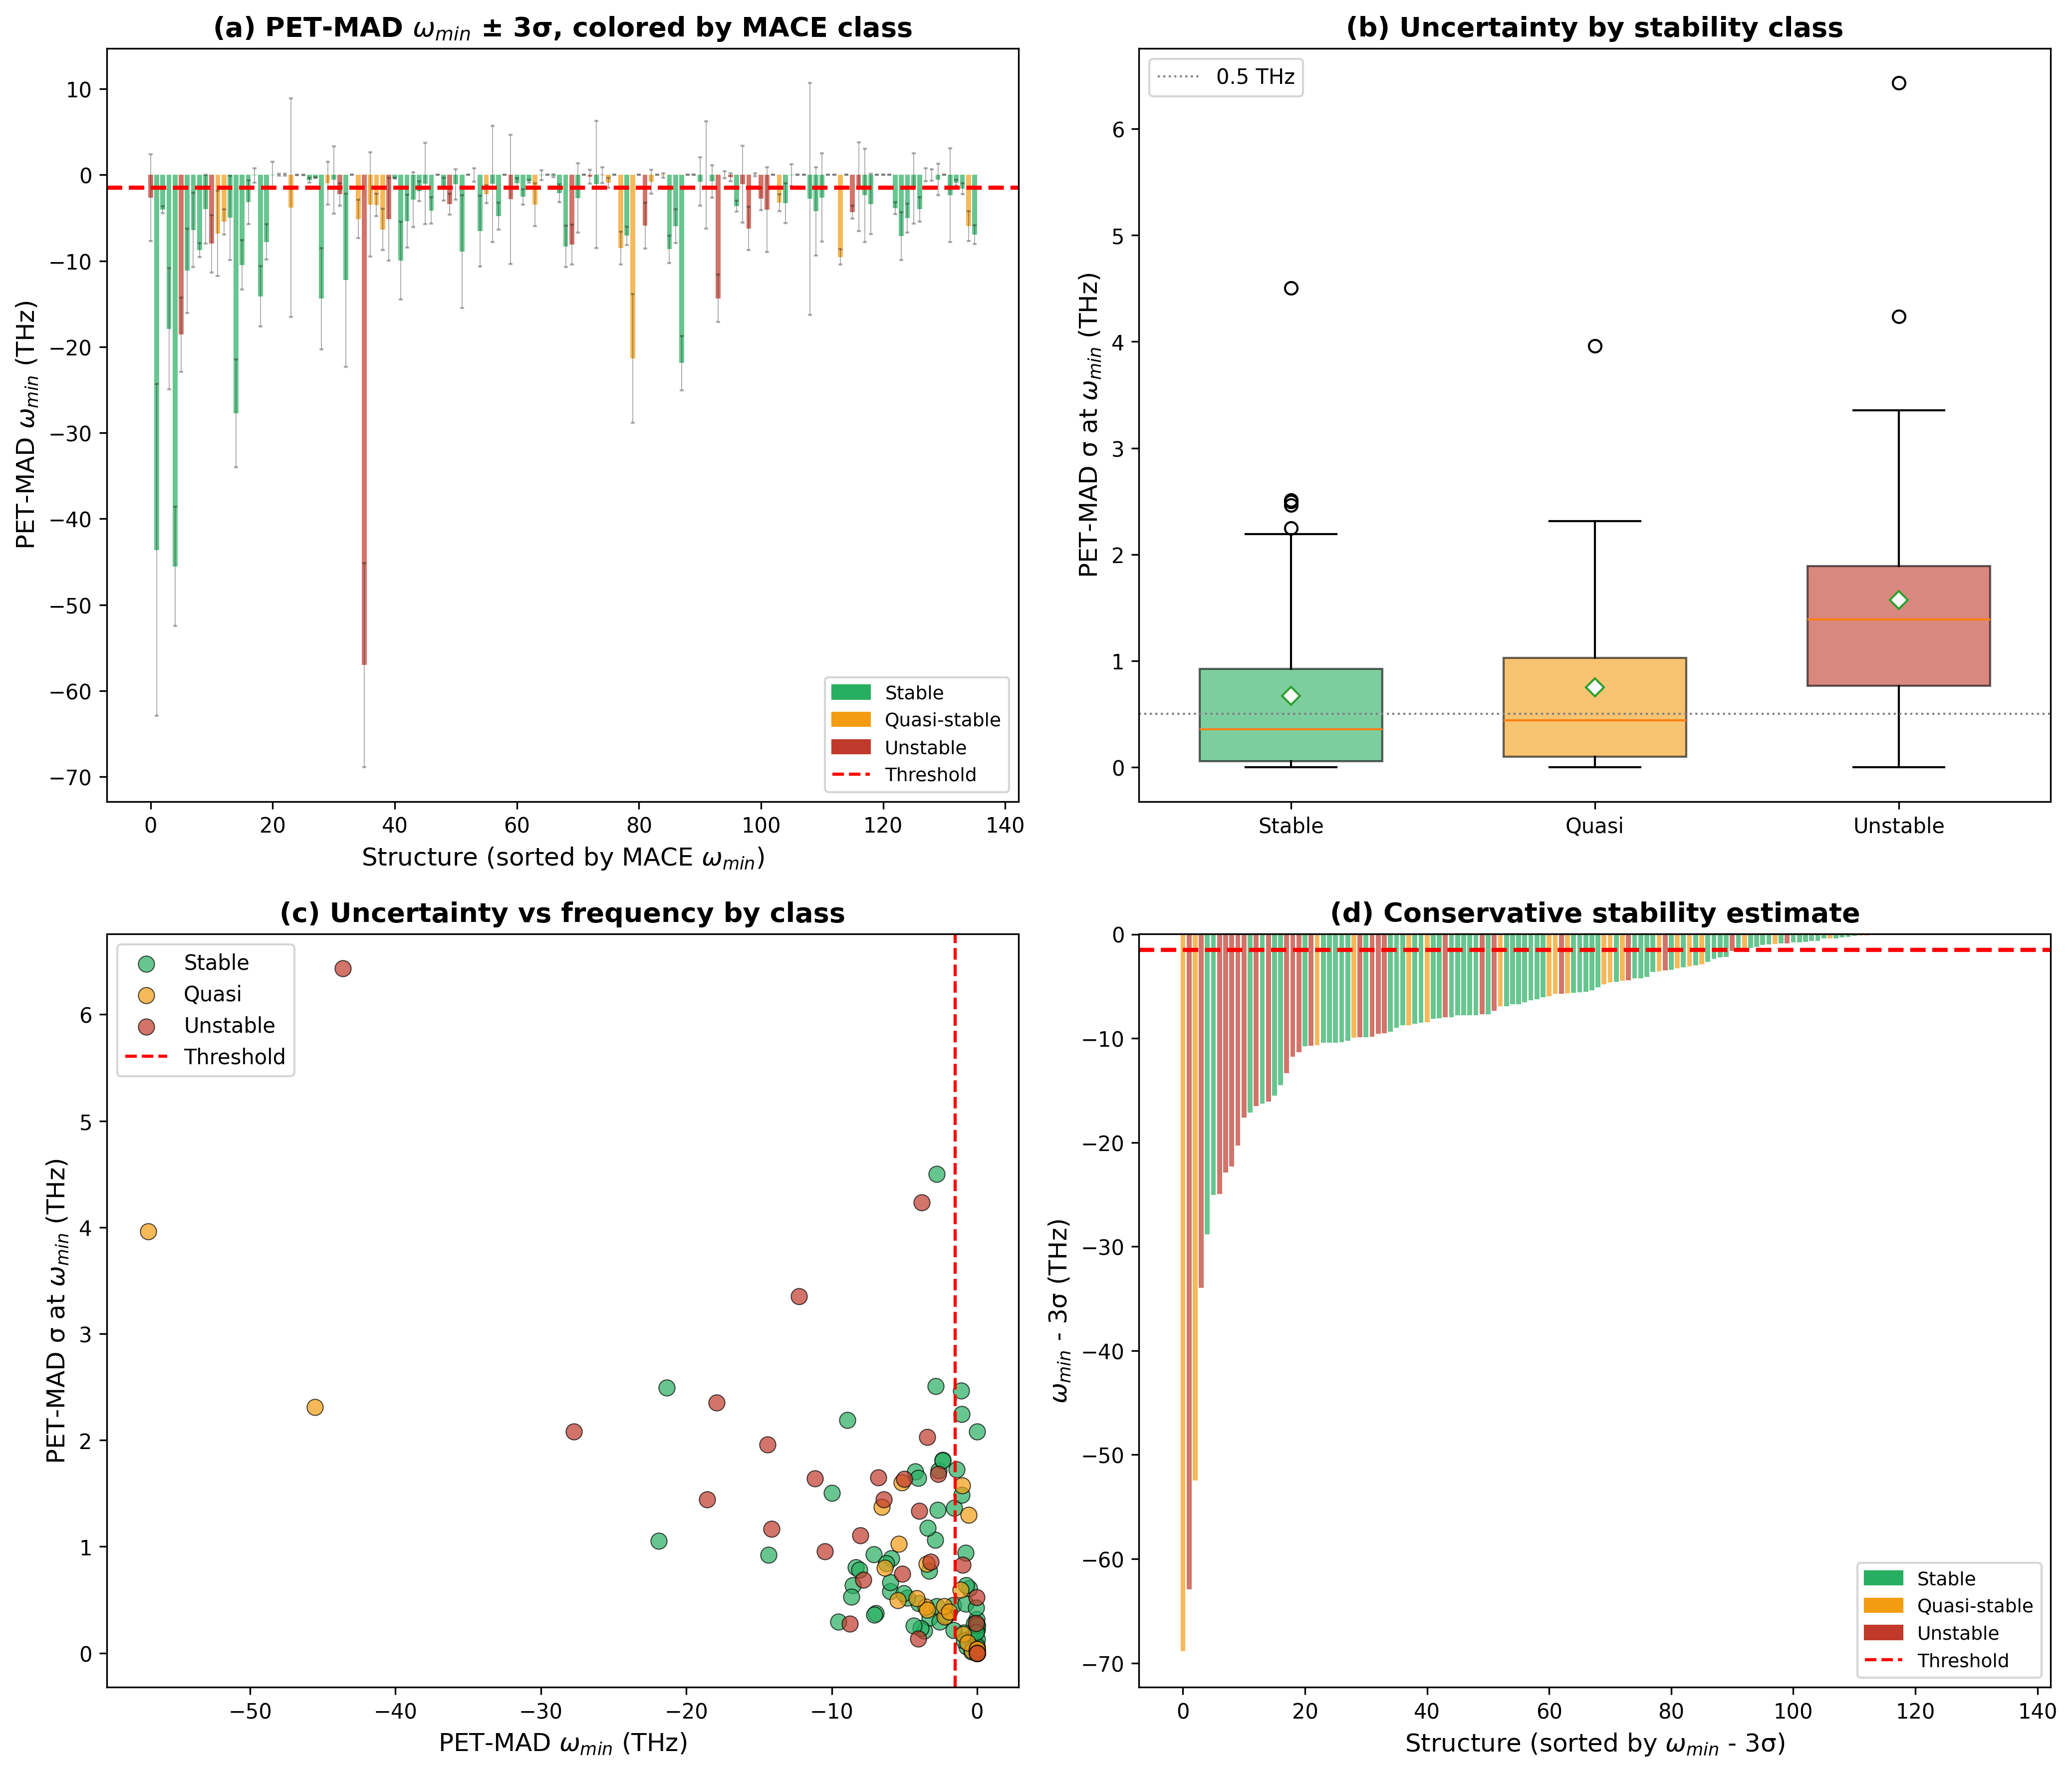 (a) PET-MAD ωmin ± 3σ, colored by MACE class
PET-MAD ωmin (THz)
10
0
−10
−20
−30
−40
−50
−60
−70
0 20 40 60 80 100 120 140
Structure (sorted by MACE ωmin)
Stable
Quasi-stable
Unstable
Threshold
(b) Uncertainty by stability class
0.5 THz
PET-MAD σ at ωmin (THz)
6
5
4
3
2
1
0
Stable Quasi Unstable
(c) Uncertainty vs frequency by class
Stable
Quasi
Unstable
Threshold
PET-MAD σ at ωmin (THz)
6
5
4
3
2
1
0
−50 −40 −30 −20 −10 0
PET-MAD ωmin (THz)
(d) Conservative stability estimate
ωmin - 3σ (THz)
0
−10
−20
−30
−40
−50
−60
−70
Stable
Quasi-stable
Unstable
Threshold
0 20 40 60 80 100 120 140
Structure (sorted by ωmin - 3σ)